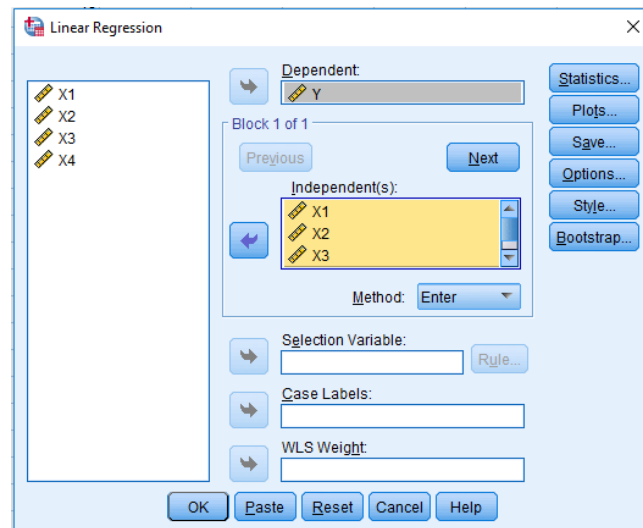 Linear Regression
X1
X2
X3
X4
Dependent:
Y
Block 1 of 1
Previous
Next
Independent(s):
X1
X2
X3
Method:
Enter
Selection Variable:
Rule...
Case Labels:
WLS Weight:
Statistics...
Plots...
Save...
Options...
Style...
Bootstrap...
OK
Paste
Reset
Cancel
Help